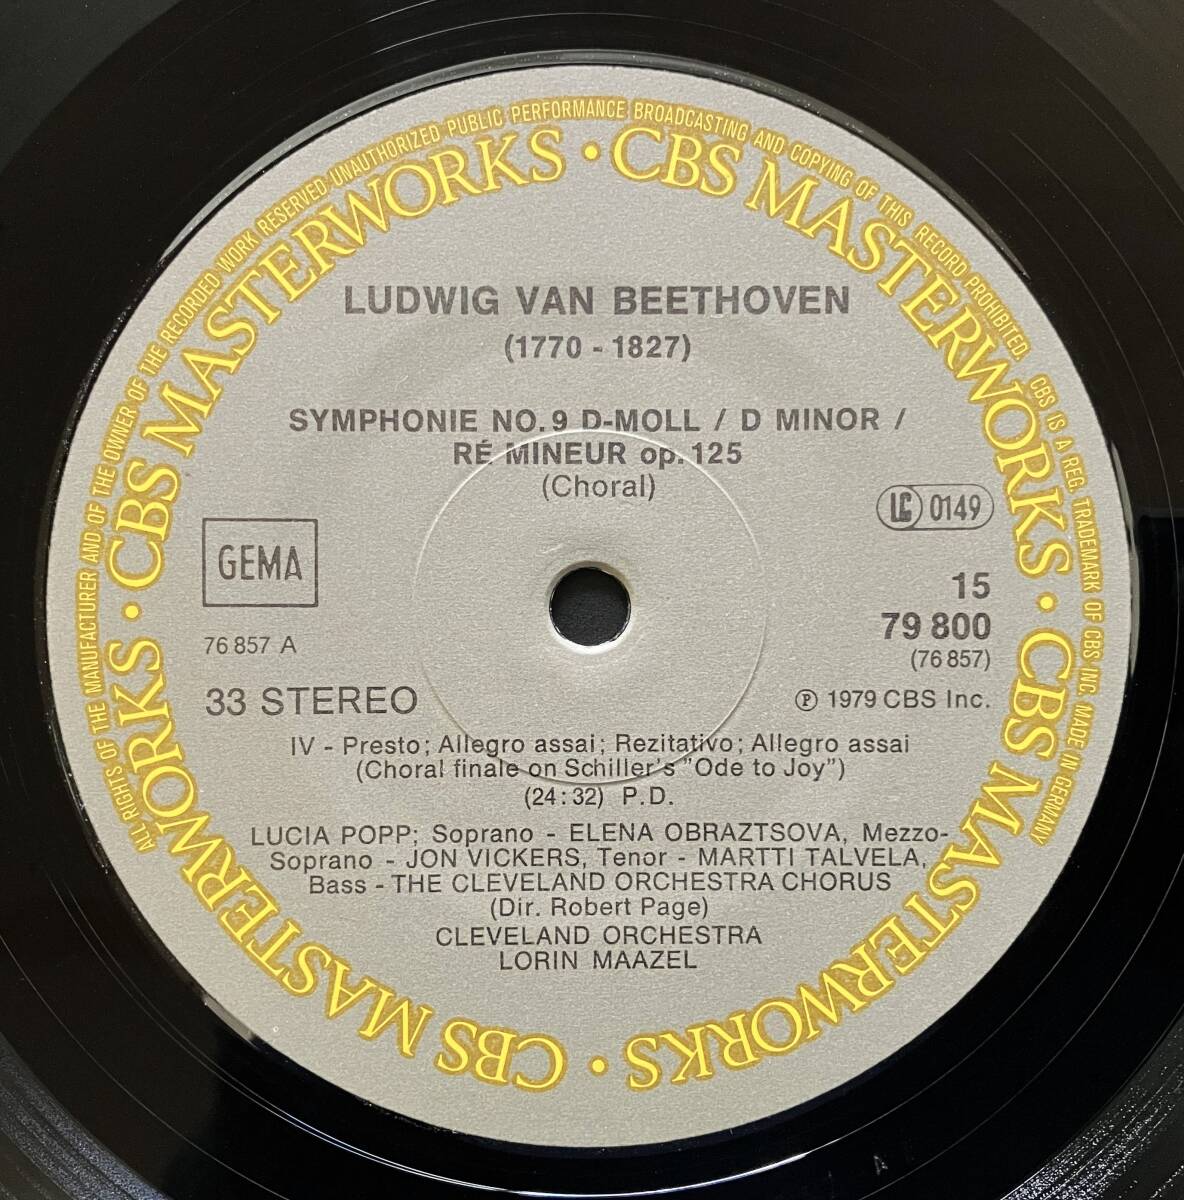 ALL RIGHTS OF THE MANUFACTURER AND OF THE OWNER OF THE RECORDED WORK RESERVED. UNAUTHORIZED PUBLIC PERFORMANCE BROADCASTING AND COPYING OF THIS RECORD PROHIBITED. CBS IS A REG. TRADEMARK OF CBS INC. MADE IN GERMANY
CBS MASTERWORKS · CBS MASTERWORKS · CBS MASTERWORKS · CBS MASTERWORKS ·
LUDWIG VAN BEETHOVEN
(1770 - 1827)
SYMPHONIE NO. 9 D-MOLL / D MINOR /
RÉ MINEUR op. 125
(Choral)
LC 0149
GEMA
15
79 800
(76 857)
76 857 A
33 STEREO
℗ 1979 CBS Inc.
IV - Presto; Allegro assai; Rezitativo; Allegro assai
(Choral finale on Schiller's "Ode to Joy")
(24:32) P.D.
LUCIA POPP; Soprano - ELENA OBRAZTSOVA, Mezzo-
Soprano - JON VICKERS, Tenor - MARTTI TALVELA,
Bass - THE CLEVELAND ORCHESTRA CHORUS
(Dir. Robert Page)
CLEVELAND ORCHESTRA
LORIN MAAZEL
A